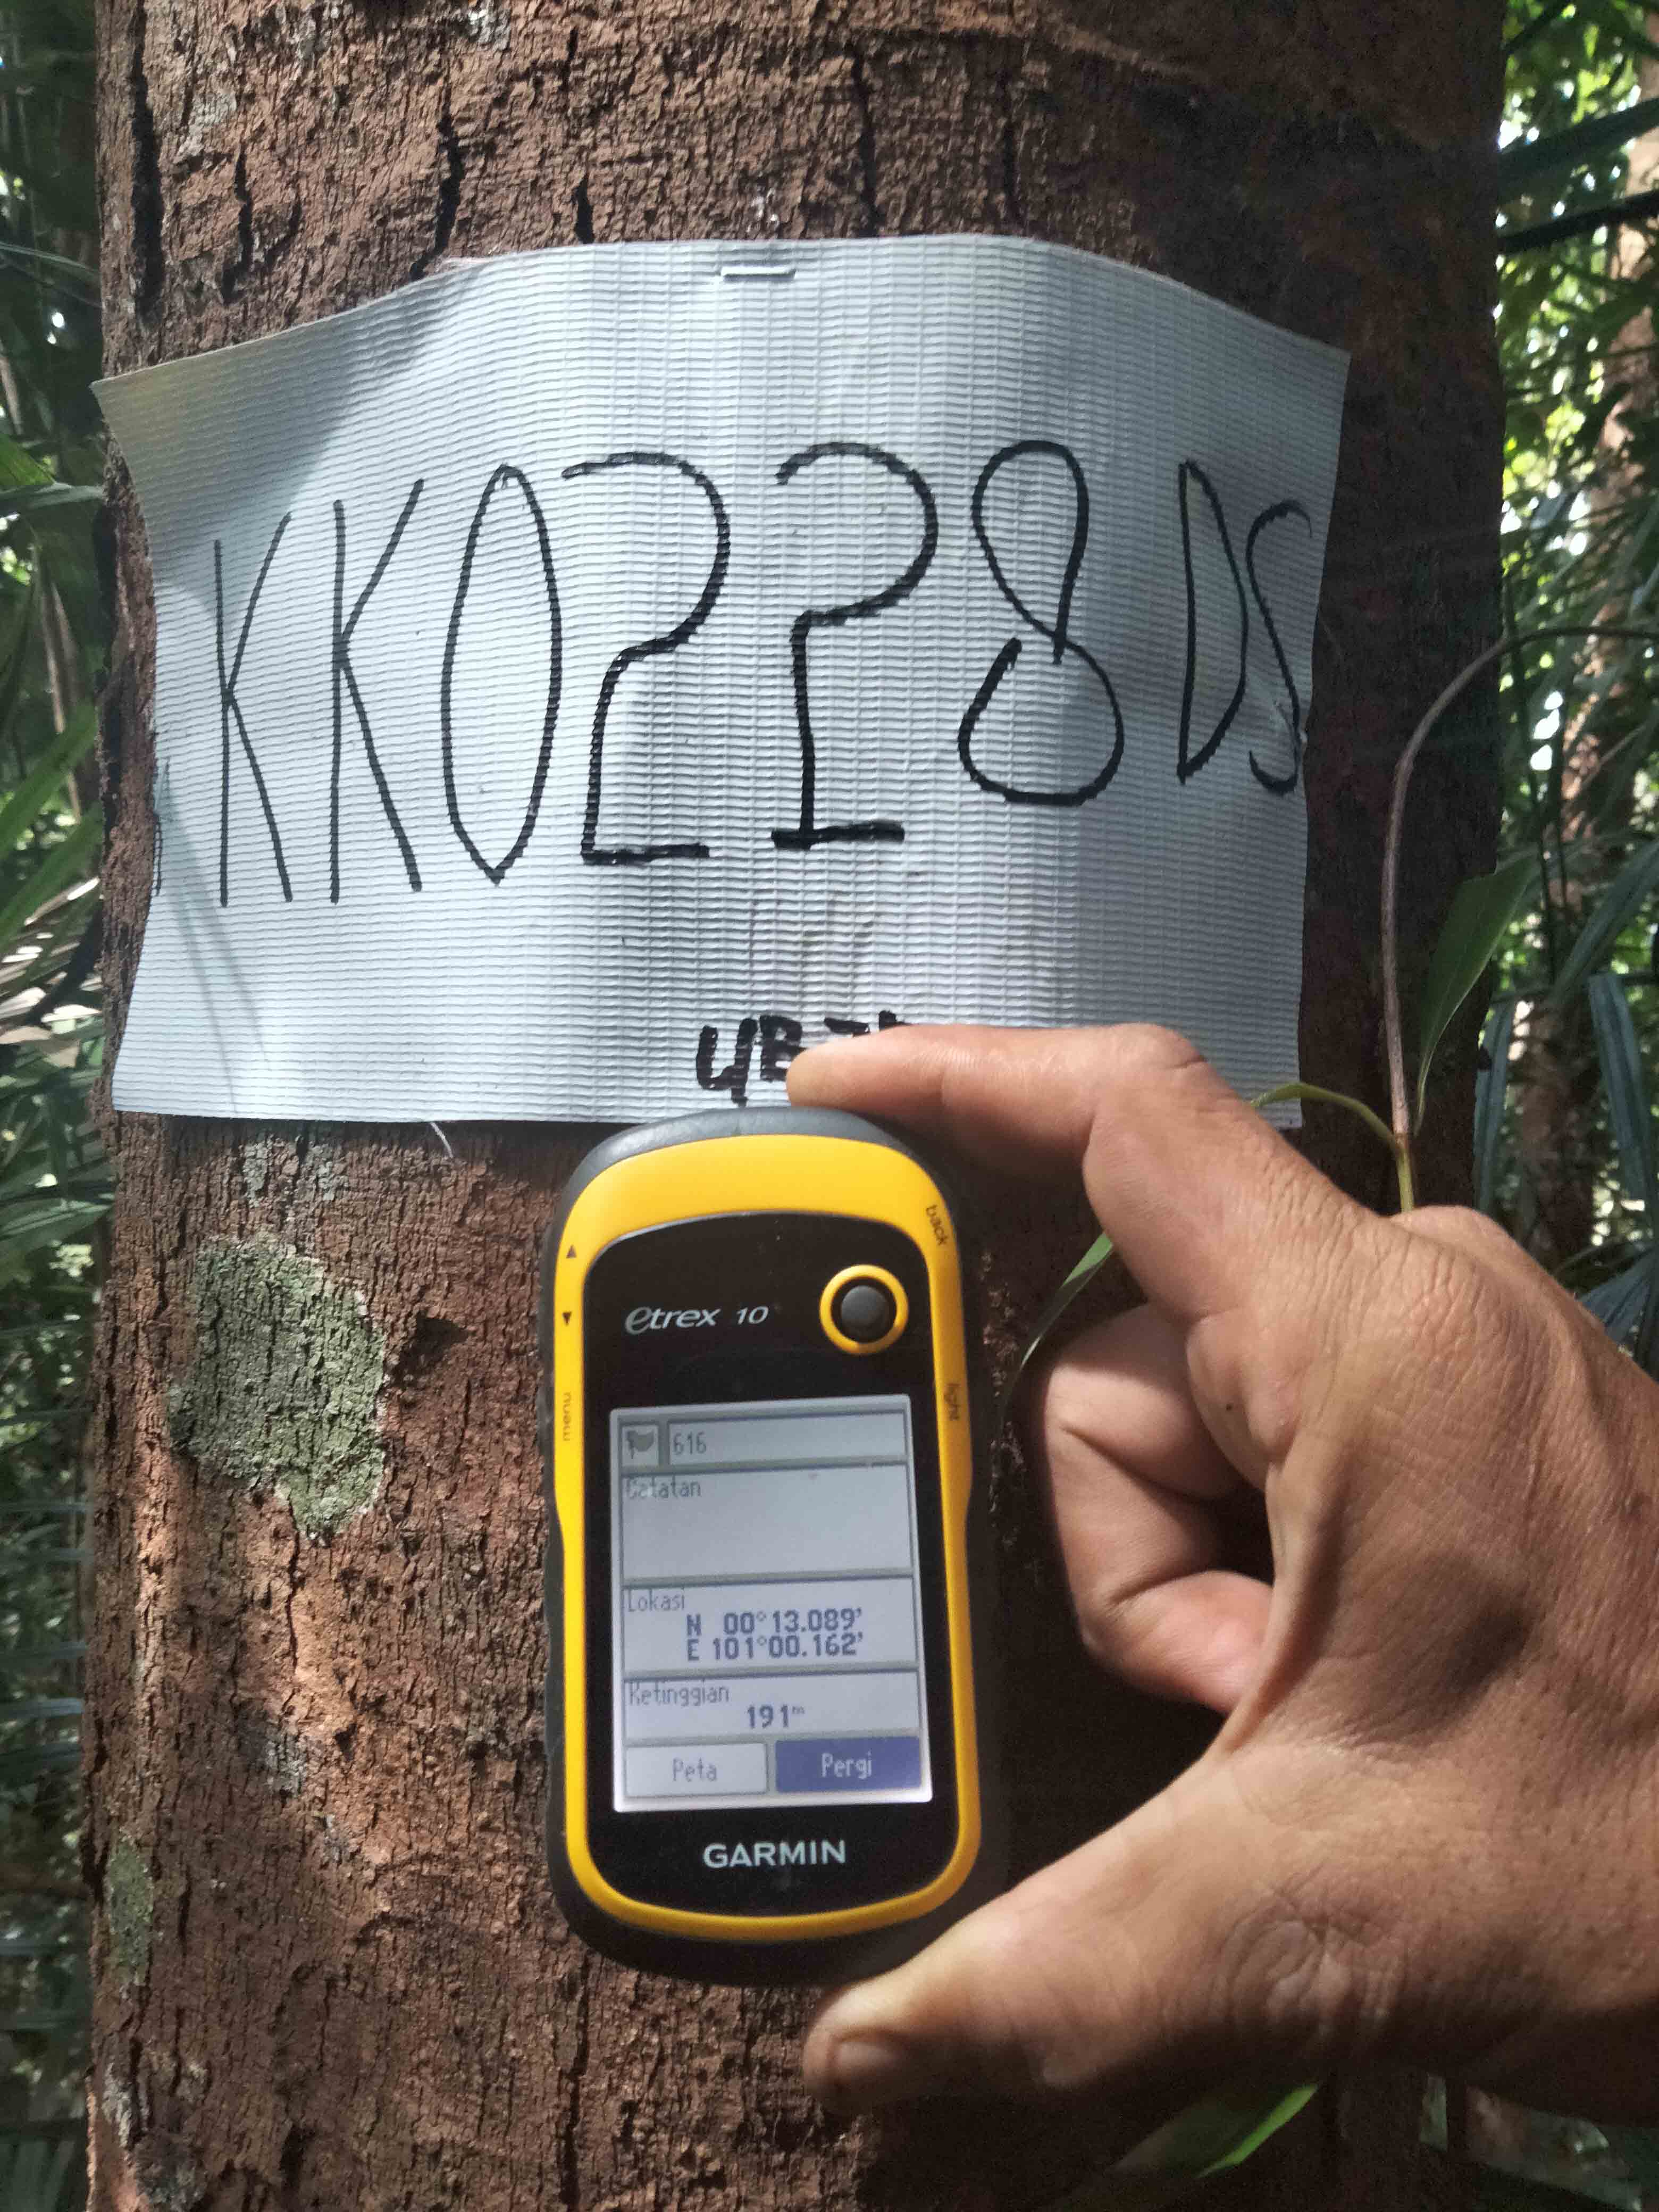 KK0228DS
back
etrex 10
menu
light
616
Catatan
Lokasi
N 00°13.089'
E 101°00.162'
Ketinggian
191m
Peta Pergi
GARMIN